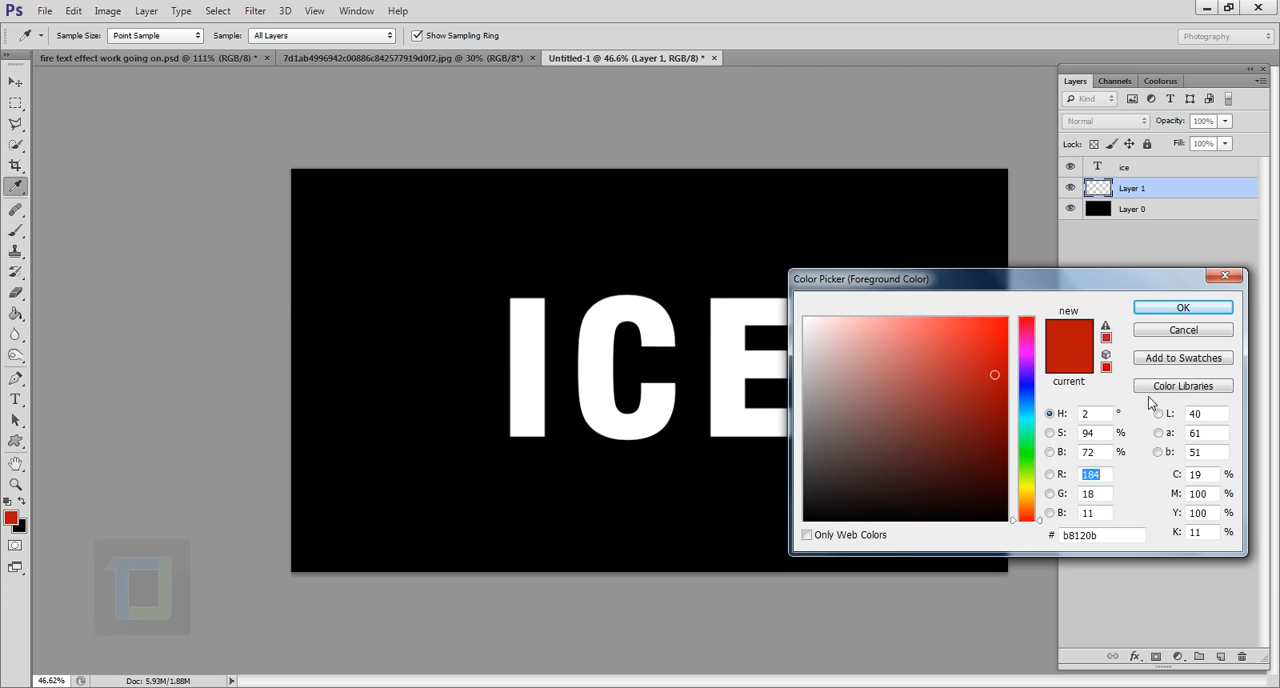 Ps File Edit Image Layer Type Select Filter 3D View Window Help
Sample Size: Point Sample Sample: All Layers Show Sampling Ring Photography
fire text effect work going on.psd @ 111% (RGB/8) * × 7d1ab4996942c00886c842577919d0f2.jpg @ 30% (RGB/8*) × Untitled-1 @ 46.6% (Layer 1, RGB/8) * ×
Layers Channels Coolorus
Kind
Normal Opacity: 100%
Lock: Fill: 100%
T ice
Layer 1
Layer 0
ICE
Color Picker (Foreground Color)
new
current
OK
Cancel
Add to Swatches
Color Libraries
H: 2 ° L: 40
S: 94 % a: 61
B: 72 % b: 51
R: 184 C: 19 %
G: 18 M: 100 %
B: 11 Y: 100 %
# b8120b K: 11 %
Only Web Colors
46.62% Doc: 5.93M/1.88M